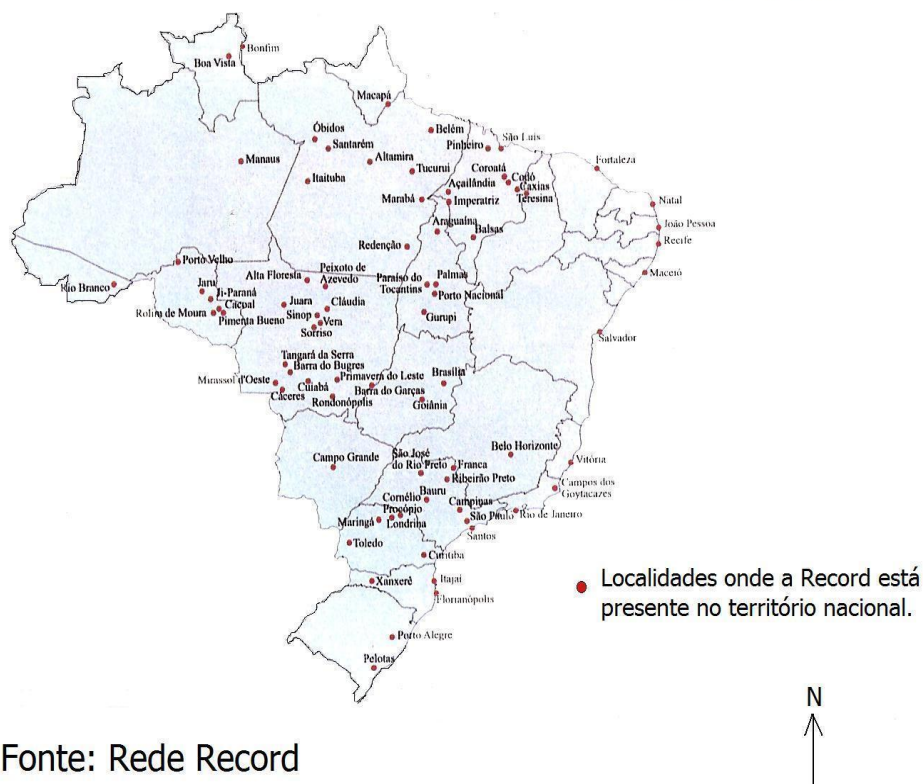 Bonfim
Boa Vista
Macapá
Óbidos
Belém
Santarém
Pinheiro
São Luis
Manaus
Altamira
Fortaleza
Tucurui
Coroatá
Codó
Itaituba
Açailândia
Caxias
Marabá
Imperatriz
Teresina
Natal
Araguaína
João Pessoa
Balsas
Recife
Redenção
Porto Velho
Peixoto de
Azevedo
Alta Floresta
Paraíso do
Tocantins
Palmas
Maceió
Rio Branco
Jaru
Ji-Paraná
Porto Nacional
Juara
Cláudia
Cacoal
Rolim de Moura
Pimenta Bueno
Sinop
Vera
Gurupi
Sorriso
Salvador
Tangará da Serra
Barra do Bugres
Mirassol d'Oeste
Primavera do Leste
Brasília
Cuiabá
Barra do Garças
Cáceres
Rondonópolis
Goiânia
Belo Horizonte
São José
do Rio Preto
Campo Grande
Franca
Vitória
Ribeirão Preto
Campos dos
Goytacazes
Bauru
Cornélio
Procópio
Campinas
Maringá
Londrina
São Paulo
Rio de Janeiro
Santos
Toledo
Curitiba
Xanxerê
Itajaí
Florianópolis
Porto Alegre
Pelotas
Localidades onde a Record está
presente no território nacional.
N
Fonte: Rede Record